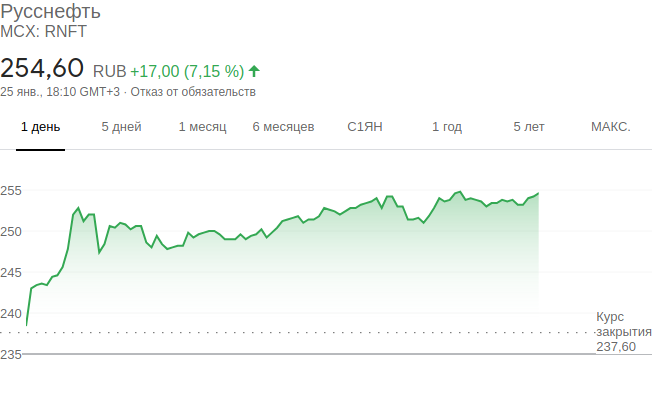 Русснефть
MCX: RNFT
254,60 RUB +17,00 (7,15 %)
25 янв., 18:10 GMT+3 · Отказ от обязательств
1 день 5 дней 1 месяц 6 месяцев С1ЯН 1 год 5 лет МАКС.
255
250
245
240
235
Курс
закрытия
237,60